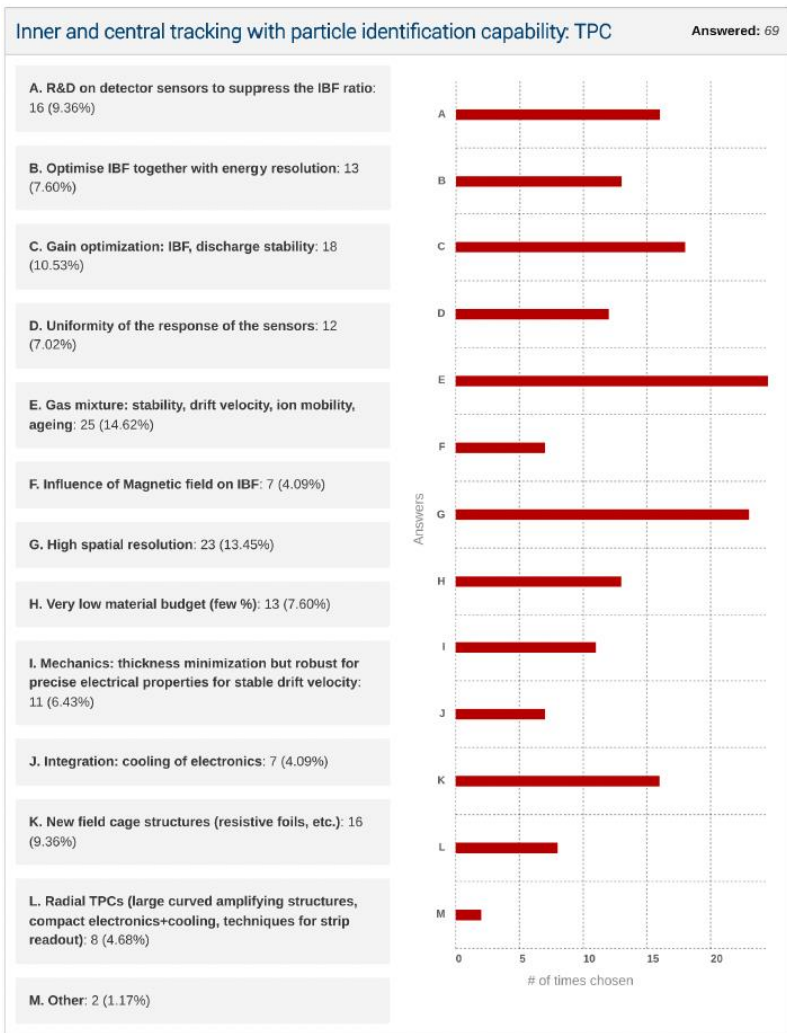 Inner and central tracking with particle identification capability: TPC
Answered: 69
A. R&D on detector sensors to suppress the IBF ratio:
16 (9.36%)
B. Optimise IBF together with energy resolution: 13
(7.60%)
C. Gain optimization: IBF, discharge stability: 18
(10.53%)
D. Uniformity of the response of the sensors: 12
(7.02%)
E. Gas mixture: stability, drift velocity, ion mobility,
ageing: 25 (14.62%)
F. Influence of Magnetic field on IBF: 7 (4.09%)
G. High spatial resolution: 23 (13.45%)
H. Very low material budget (few %): 13 (7.60%)
I. Mechanics: thickness minimization but robust for
precise electrical properties for stable drift velocity:
11 (6.43%)
J. Integration: cooling of electronics: 7 (4.09%)
K. New field cage structures (resistive foils, etc.): 16
(9.36%)
L. Radial TPCs (large curved amplifying structures,
compact electronics+cooling, techniques for strip
readout): 8 (4.68%)
M. Other: 2 (1.17%)
Answers
A
B
C
D
E
F
G
H
I
J
K
L
M
0 5 10 15 20
# of times chosen